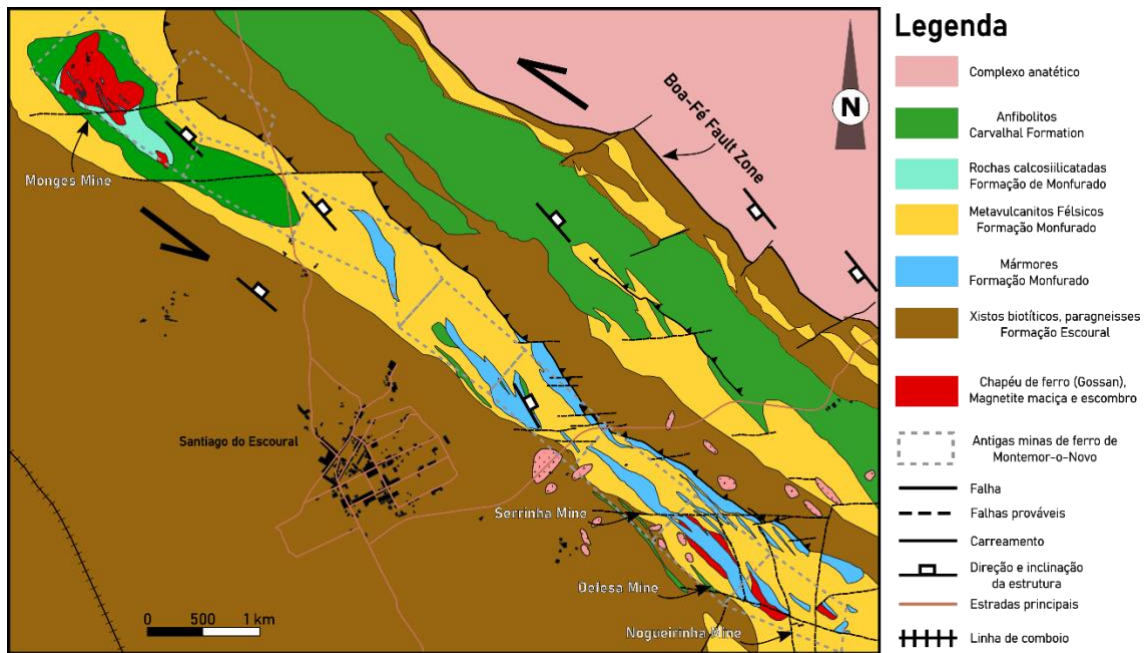 Legenda
Complexo anatético
Anfibolitos
Carvalhal Formation
Rochas calcosiilicatadas
Formação de Monfurado
Metavulcanitos Félsicos
Formação Monfurado
Mármores
Formação Monfurado
Xistos biotíticos, paragneisses
Formação Escoural
Chapéu de ferro (Gossan),
Magnetite maciça e escombro
Antigas minas de ferro de
Montemor-o-Novo
Falha
Falhas prováveis
Carreamento
Direção e inclinação
da estrutura
Estradas principais
Linha de comboio
N
Boa-Fé Fault Zone
Monges Mine
Santiago do Escoural
Serrinha Mine
Defesa Mine
Nogueirinha Mine
0 500 1 km